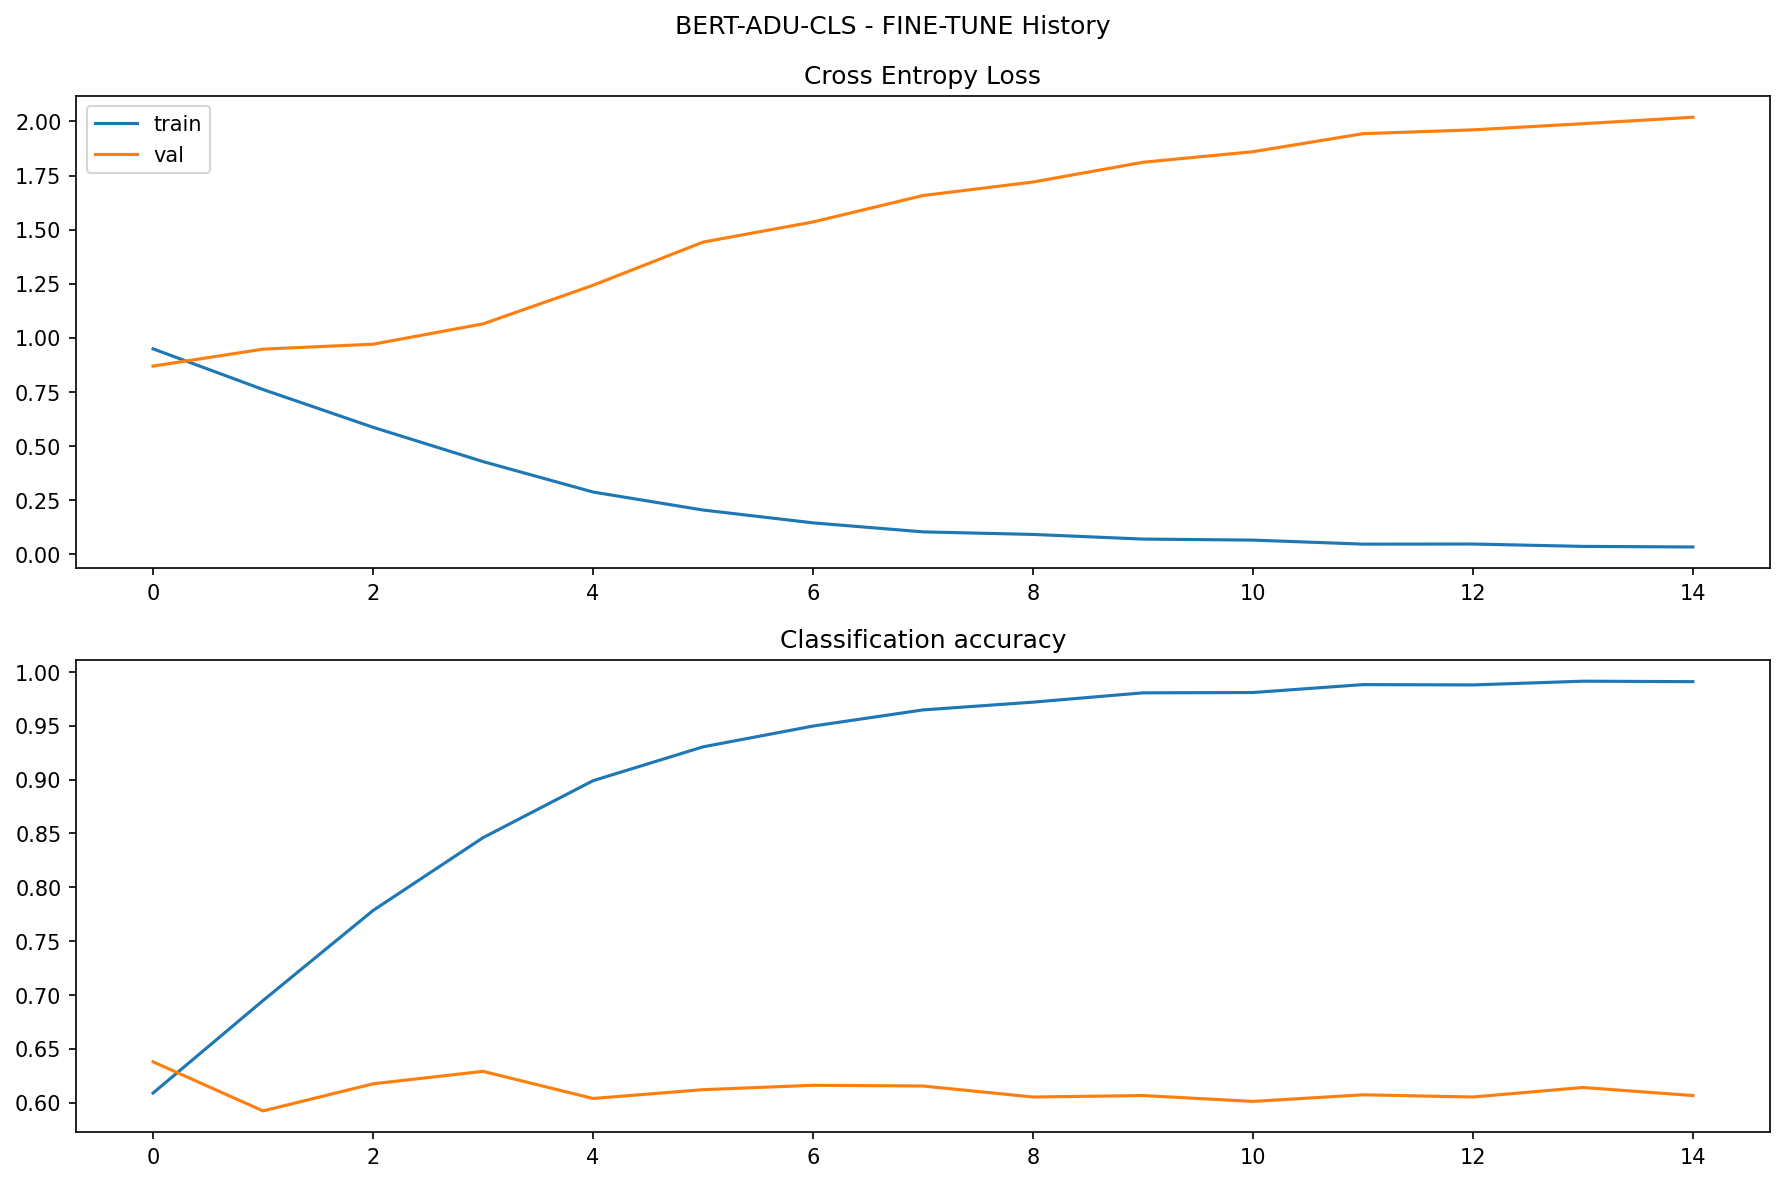 BERT-ADU-CLS - FINE-TUNE History
Cross Entropy Loss
train
val
2.00
1.75
1.50
1.25
1.00
0.75
0.50
0.25
0.00
0 2 4 6 8 10 12 14
Classification accuracy
1.00
0.95
0.90
0.85
0.80
0.75
0.70
0.65
0.60
0 2 4 6 8 10 12 14